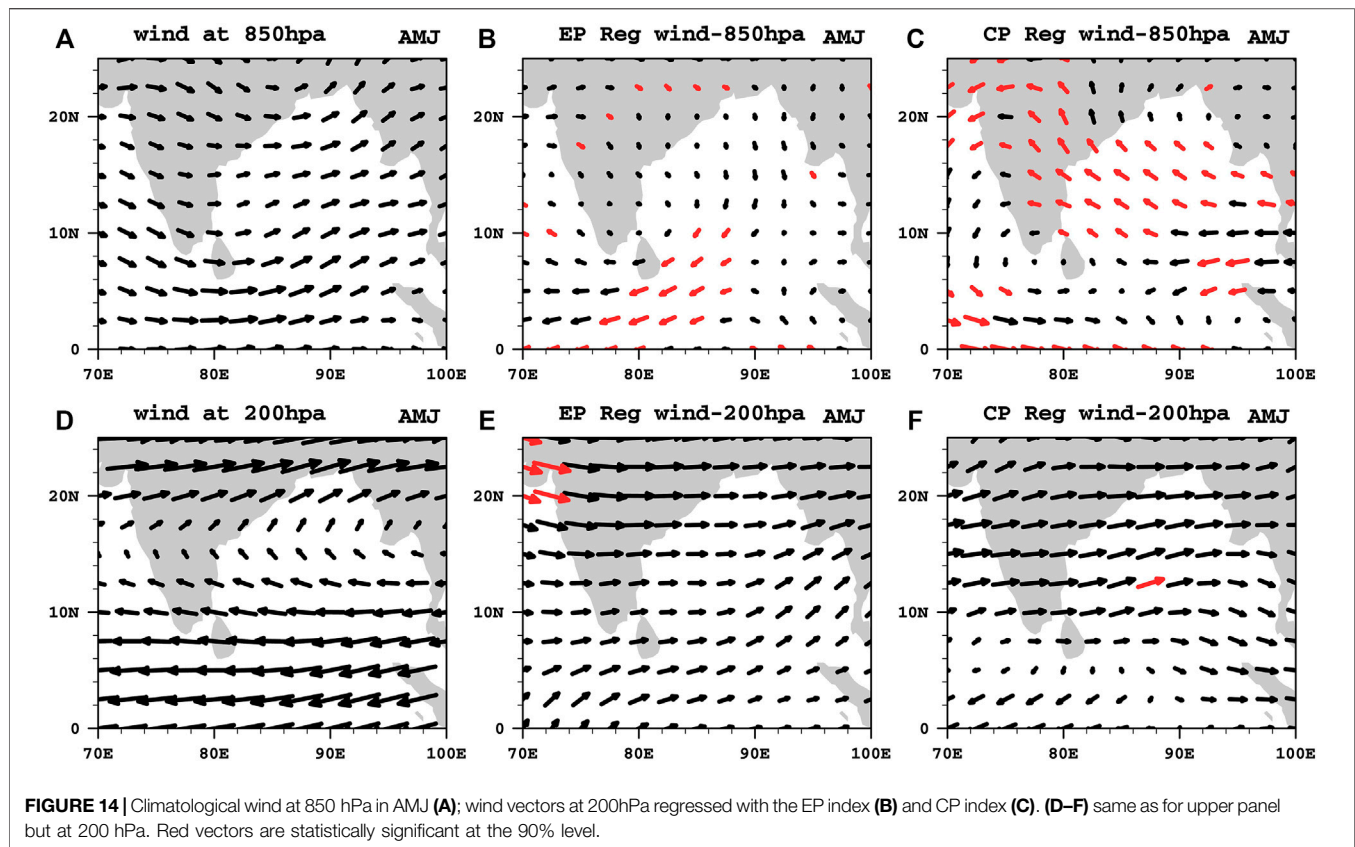 A wind at 850hpa AMJ
B EP Reg wind-850hpa AMJ
C CP Reg wind-850hpa AMJ
20N
10N
0
70E 80E 90E 100E
20N
10N
0
70E 80E 90E 100E
20N
10N
0
70E 80E 90E 100E
D wind at 200hpa AMJ
E EP Reg wind-200hpa AMJ
F CP Reg wind-200hpa AMJ
20N
10N
0
70E 80E 90E 100E
20N
10N
0
70E 80E 90E 100E
20N
10N
0
70E 80E 90E 100E
FIGURE 14 | Climatological wind at 850 hPa in AMJ (A); wind vectors at 200hPa regressed with the EP index (B) and CP index (C). (D–F) same as for upper panel
but at 200 hPa. Red vectors are statistically significant at the 90% level.